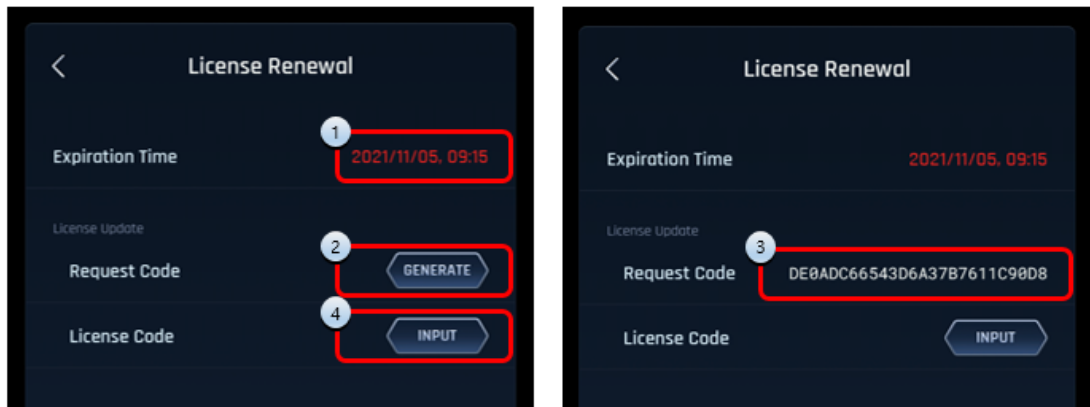 License Renewal
1
Expiration Time 2021/11/05, 09:15
License Update
2
Request Code GENERATE
4
License Code INPUT
License Renewal
Expiration Time 2021/11/05, 09:15
License Update
3
Request Code DE0ADC66543D6A37B7611C90D8
License Code INPUT